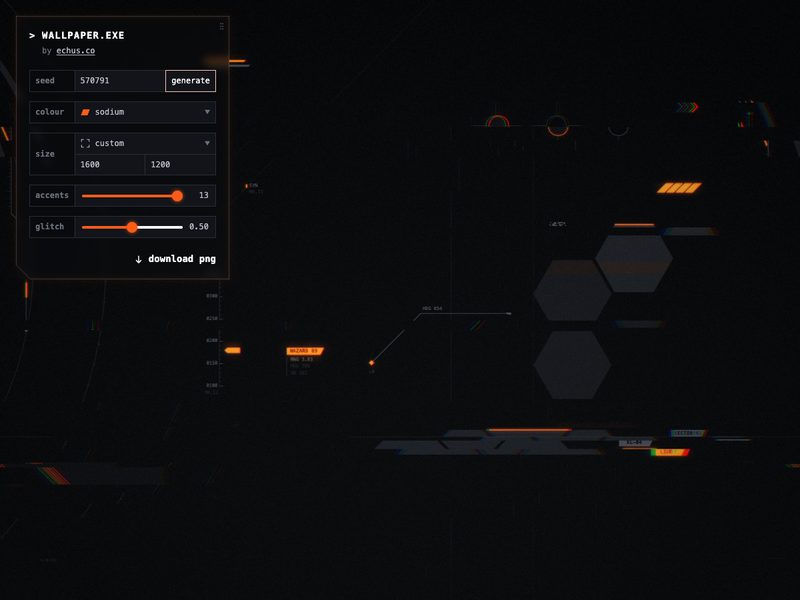 > WALLPAPER.EXE
by echus.co
seed 570791 generate
colour sodium
size custom
1600 1200
accents 13
glitch 0.50
↓ download png
HDG 054
HAZARD 03